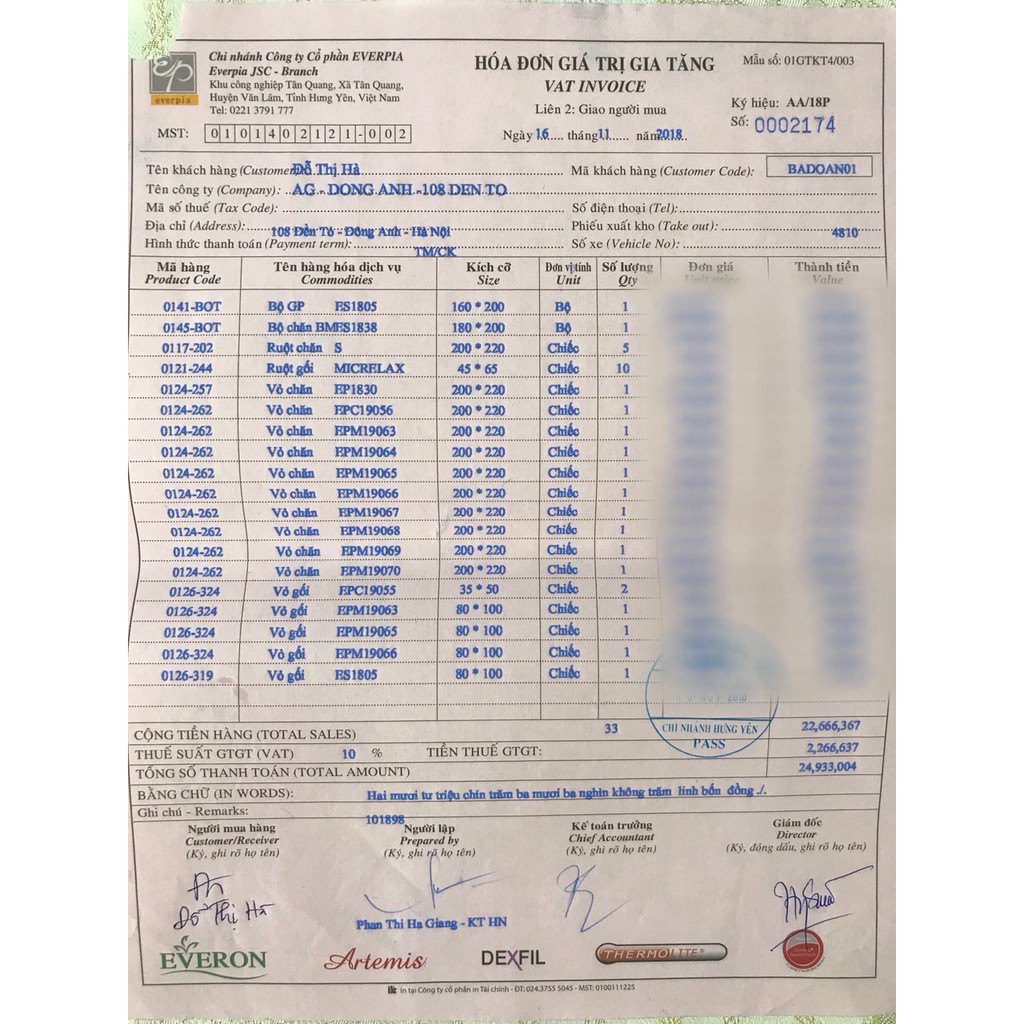 everpia
Chi nhánh Công ty Cổ phần EVERPIA
Everpia JSC - Branch
Khu công nghiệp Tân Quang, Xã Tân Quang,
Huyện Văn Lâm, Tỉnh Hưng Yên, Việt Nam
Tel: 0221 3791 777
MST: 0101402121-002
HÓA ĐƠN GIÁ TRỊ GIA TĂNG
VAT INVOICE
Liên 2: Giao người mua
Ngày 16.... tháng 11...... năm 2018..
Mẫu số: 01GTKT4/003
Ký hiệu: AA/18P
Số: 0002174
Tên khách hàng (Customer) Đỗ Thị Hà
Mã khách hàng (Customer Code): BADOAN01
Tên công ty (Company): AG - DONG ANH -108 DEN TO
Mã số thuế (Tax Code):
Số điện thoại (Tel):
Địa chỉ (Address): 108 Đền Tó - Đông Anh - Hà Nội
Phiếu xuất kho (Take out): 4810
Hình thức thanh toán (Payment term): TM/CK
Số xe (Vehicle No):
Mã hàng Tên hàng hóa dịch vụ Kích cỡ Đơn vị tính Số lượng Đơn giá Thành tiền
Product Code Commodities Size Unit Qty Unit price Value
0141-BOT Bộ GP ES1805 160 * 200 Bộ 1
0145-BOT Bộ chăn BMES1838 180 * 200 Bộ 1
0117-202 Ruột chăn S 200 * 220 Chiếc 5
0121-244 Ruột gối MICRELAX 45 * 65 Chiếc 10
0124-257 Vỏ chăn EP1830 200 * 220 Chiếc 1
0124-262 Vỏ chăn EPC19056 200 * 220 Chiếc 1
0124-262 Vỏ chăn EPM19063 200 * 220 Chiếc 1
0124-262 Vỏ chăn EPM19064 200 * 220 Chiếc 1
0124-262 Vỏ chăn EPM19065 200 * 220 Chiếc 1
0124-262 Vỏ chăn EPM19066 200 * 220 Chiếc 1
0124-262 Vỏ chăn EPM19067 200 * 220 Chiếc 1
0124-262 Vỏ chăn EPM19068 200 * 220 Chiếc 1
0124-262 Vỏ chăn EPM19069 200 * 220 Chiếc 1
0124-262 Vỏ chăn EPM19070 200 * 220 Chiếc 1
0126-324 Vỏ gối EPC19055 35 * 50 Chiếc 2
0126-324 Vỏ gối EPM19063 80 * 100 Chiếc 1
0126-324 Vỏ gối EPM19065 80 * 100 Chiếc 1
0126-324 Vỏ gối EPM19066 80 * 100 Chiếc 1
0126-319 Vỏ gối ES1805 80 * 100 Chiếc 1
CHI NHÁNH HƯNG YÊN
PASS
CỘNG TIỀN HÀNG (TOTAL SALES) 33 22,666,367
THUẾ SUẤT GTGT (VAT) 10 % TIỀN THUẾ GTGT: 2,266,637
TỔNG SỐ THANH TOÁN (TOTAL AMOUNT) 24,933,004
BẰNG CHỮ (IN WORDS): Hai mươi tư triệu chín trăm ba mươi ba nghìn không trăm linh bốn đồng ./.
Ghi chú - Remarks: 101898
Người mua hàng Người lập Kế toán trưởng Giám đốc
Customer/Receiver Prepared by Chief Accountant Director
(Ký, ghi rõ họ tên) (Ký, ghi rõ họ tên) (Ký, ghi rõ họ tên) (Ký, đóng dấu, ghi rõ họ tên)
Đỗ Thị Hà
Phan Thi Ha Giang - KT HN
EVERON Artemis DEXFIL THERMOLITE®
In tại Công ty cổ phần in Tài chính - ĐT: 024.3755 5045 - MST: 0100111225